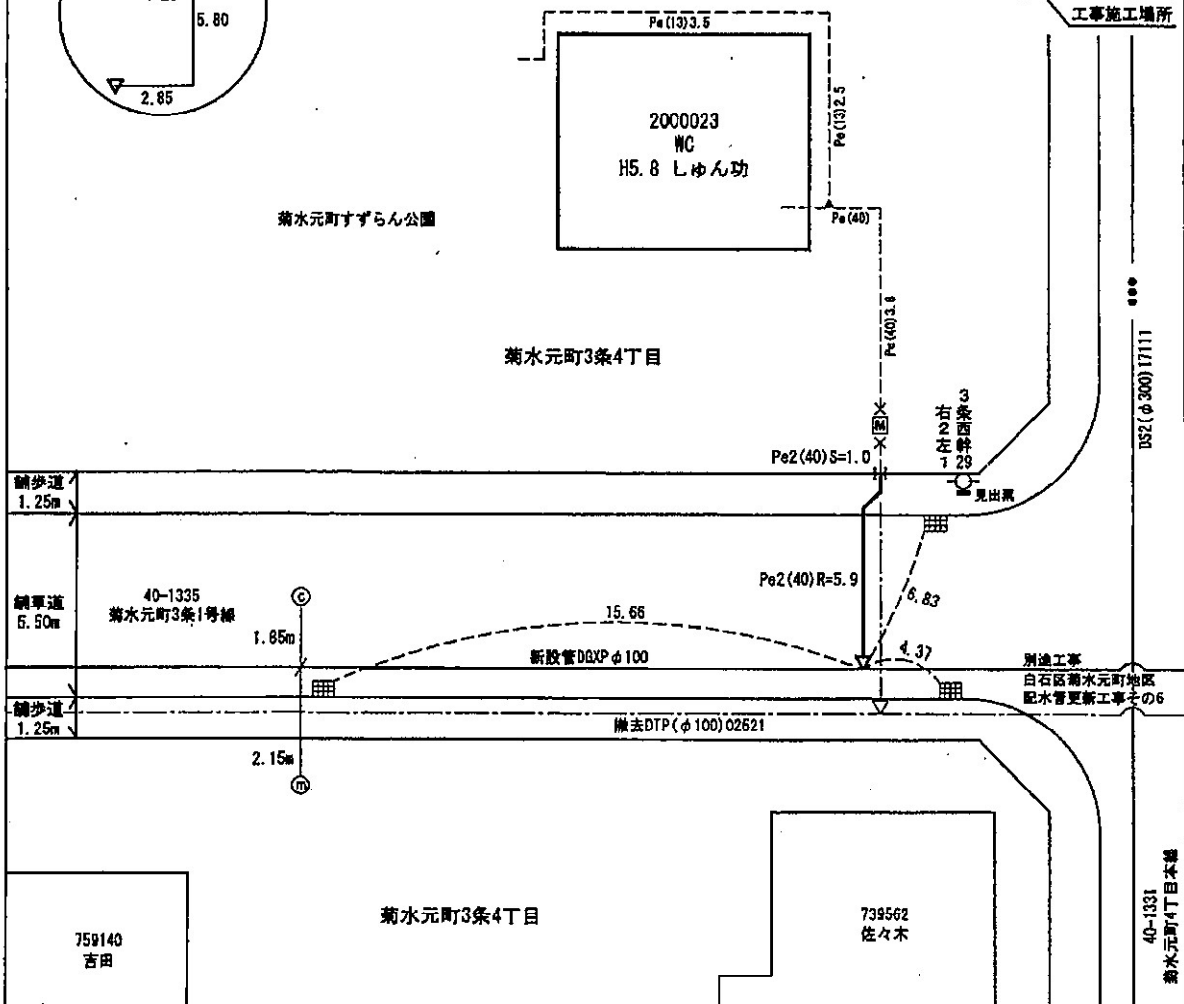 工事施工場所
5.80
2.85
Pe(13)3.5
Pe(13)2.5
2000023
WC
H5.8 しゅん功
Pe(40)
菊水元町すずらん公園
Pe(40)3.8
菊水元町3条4丁目
DS2(φ300)17111
3条西幹29
右2左1
見出票
M
Pe2(40)S=1.0
舗歩道
1.25m
舗車道
5.50m
40-1335
菊水元町3条1号線
C
1.85m
Pe2(40)R=5.9
15.66
6.83
4.37
新設管DGXPφ100
別途工事
白石区菊水元町地区
配水管更新工事その6
舗歩道
1.25m
撤去DTP(φ100)02621
2.15m
m
菊水元町3条4丁目
759140
吉田
739562
佐々木
40-1331
菊水元町4丁目本線